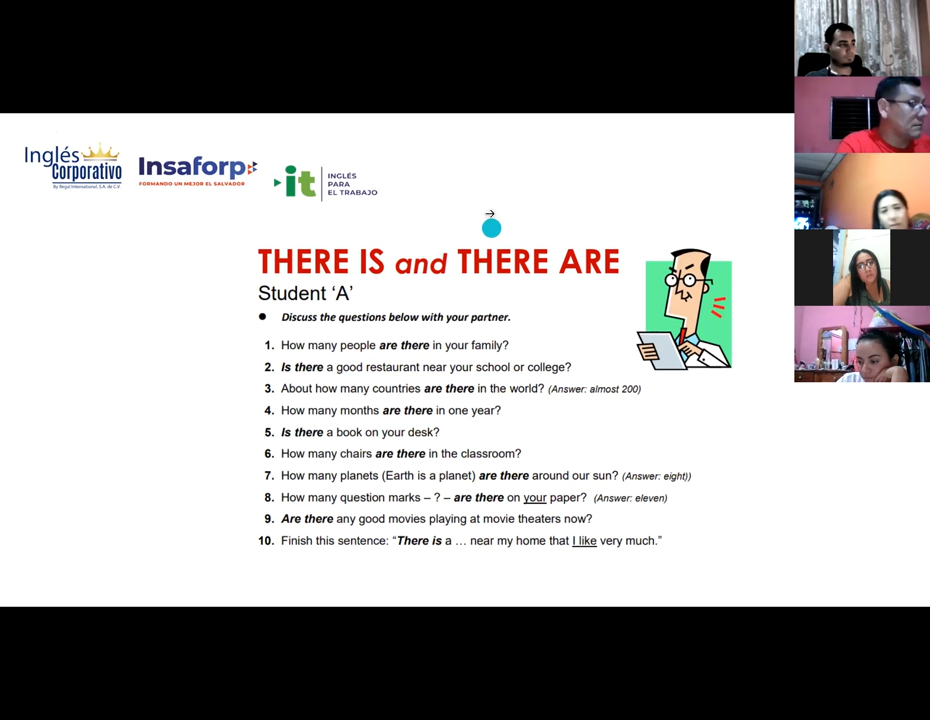 Inglés
Corporativo
By Regal International, S.A. de C.V.
Insaforp
FORMANDO UN MEJOR EL SALVADOR
it
INGLÉS
PARA
EL TRABAJO
THERE IS and THERE ARE
Student ‘A’
● Discuss the questions below with your partner.
1. How many people are there in your family?
2. Is there a good restaurant near your school or college?
3. About how many countries are there in the world? (Answer: almost 200)
4. How many months are there in one year?
5. Is there a book on your desk?
6. How many chairs are there in the classroom?
7. How many planets (Earth is a planet) are there around our sun? (Answer: eight))
8. How many question marks – ? – are there on your paper? (Answer: eleven)
9. Are there any good movies playing at movie theaters now?
10. Finish this sentence: “There is a … near my home that I like very much.”